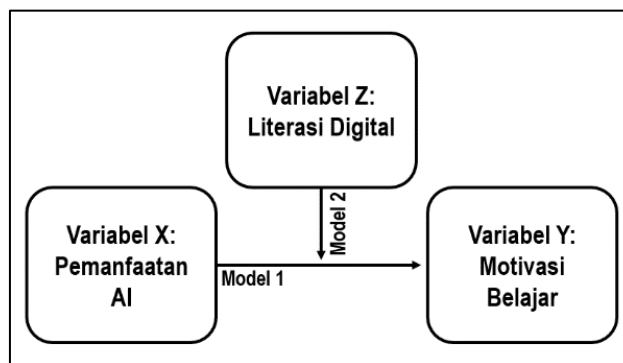 Variabel Z:
Literasi Digital
Model 2
Variabel X:
Pemanfaatan
AI
Model 1
Variabel Y:
Motivasi
Belajar